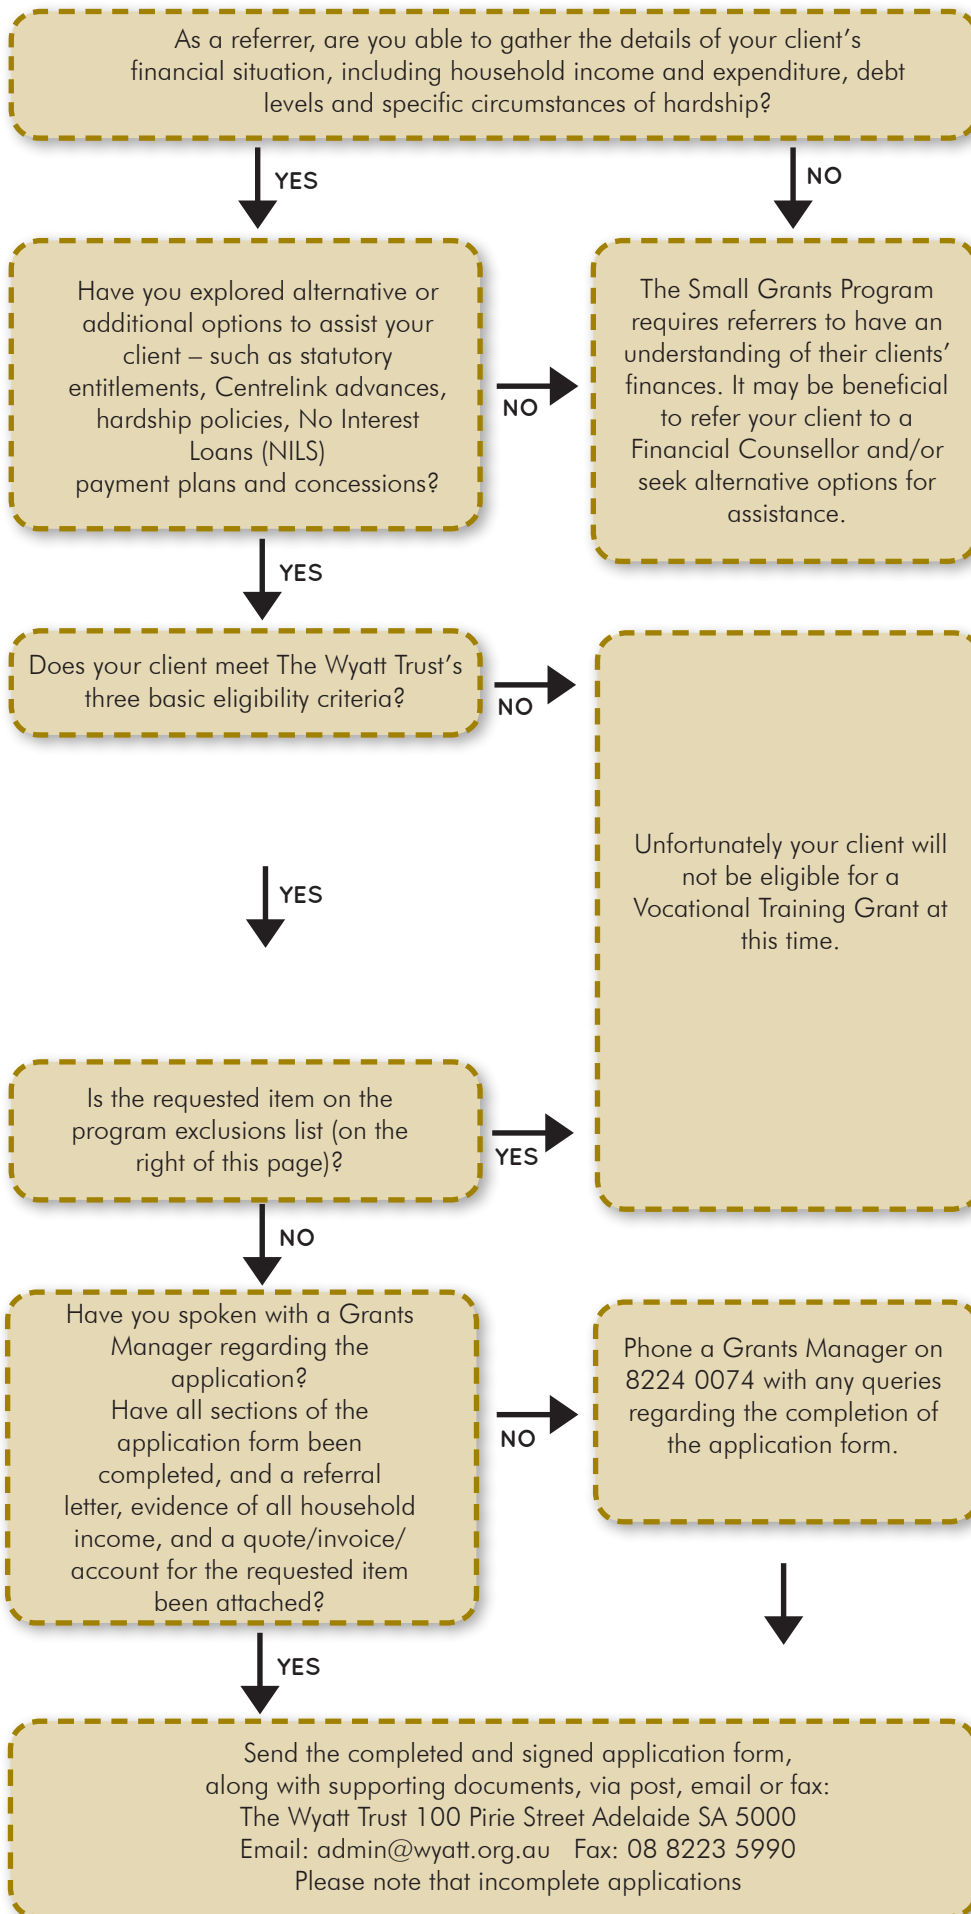 As a referrer, are you able to gather the details of your client’s
financial situation, including household income and expenditure, debt
levels and specific circumstances of hardship?
YES
NO
Have you explored alternative or
additional options to assist your
client – such as statutory
entitlements, Centrelink advances,
hardship policies, No Interest
Loans (NILS)
payment plans and concessions?
NO
The Small Grants Program
requires referrers to have an
understanding of their clients’
finances. It may be beneficial
to refer your client to a
Financial Counsellor and/or
seek alternative options for
assistance.
YES
Does your client meet The Wyatt Trust’s
three basic eligibility criteria?
NO
Unfortunately your client will
not be eligible for a
Vocational Training Grant at
this time.
YES
Is the requested item on the
program exclusions list (on the
right of this page)?
YES
NO
Have you spoken with a Grants
Manager regarding the
application?
Have all sections of the
application form been
completed, and a referral
letter, evidence of all household
income, and a quote/invoice/
account for the requested item
been attached?
NO
Phone a Grants Manager on
8224 0074 with any queries
regarding the completion of
the application form.
YES
Send the completed and signed application form,
along with supporting documents, via post, email or fax:
The Wyatt Trust 100 Pirie Street Adelaide SA 5000
Email: admin@wyatt.org.au Fax: 08 8223 5990
Please note that incomplete applications